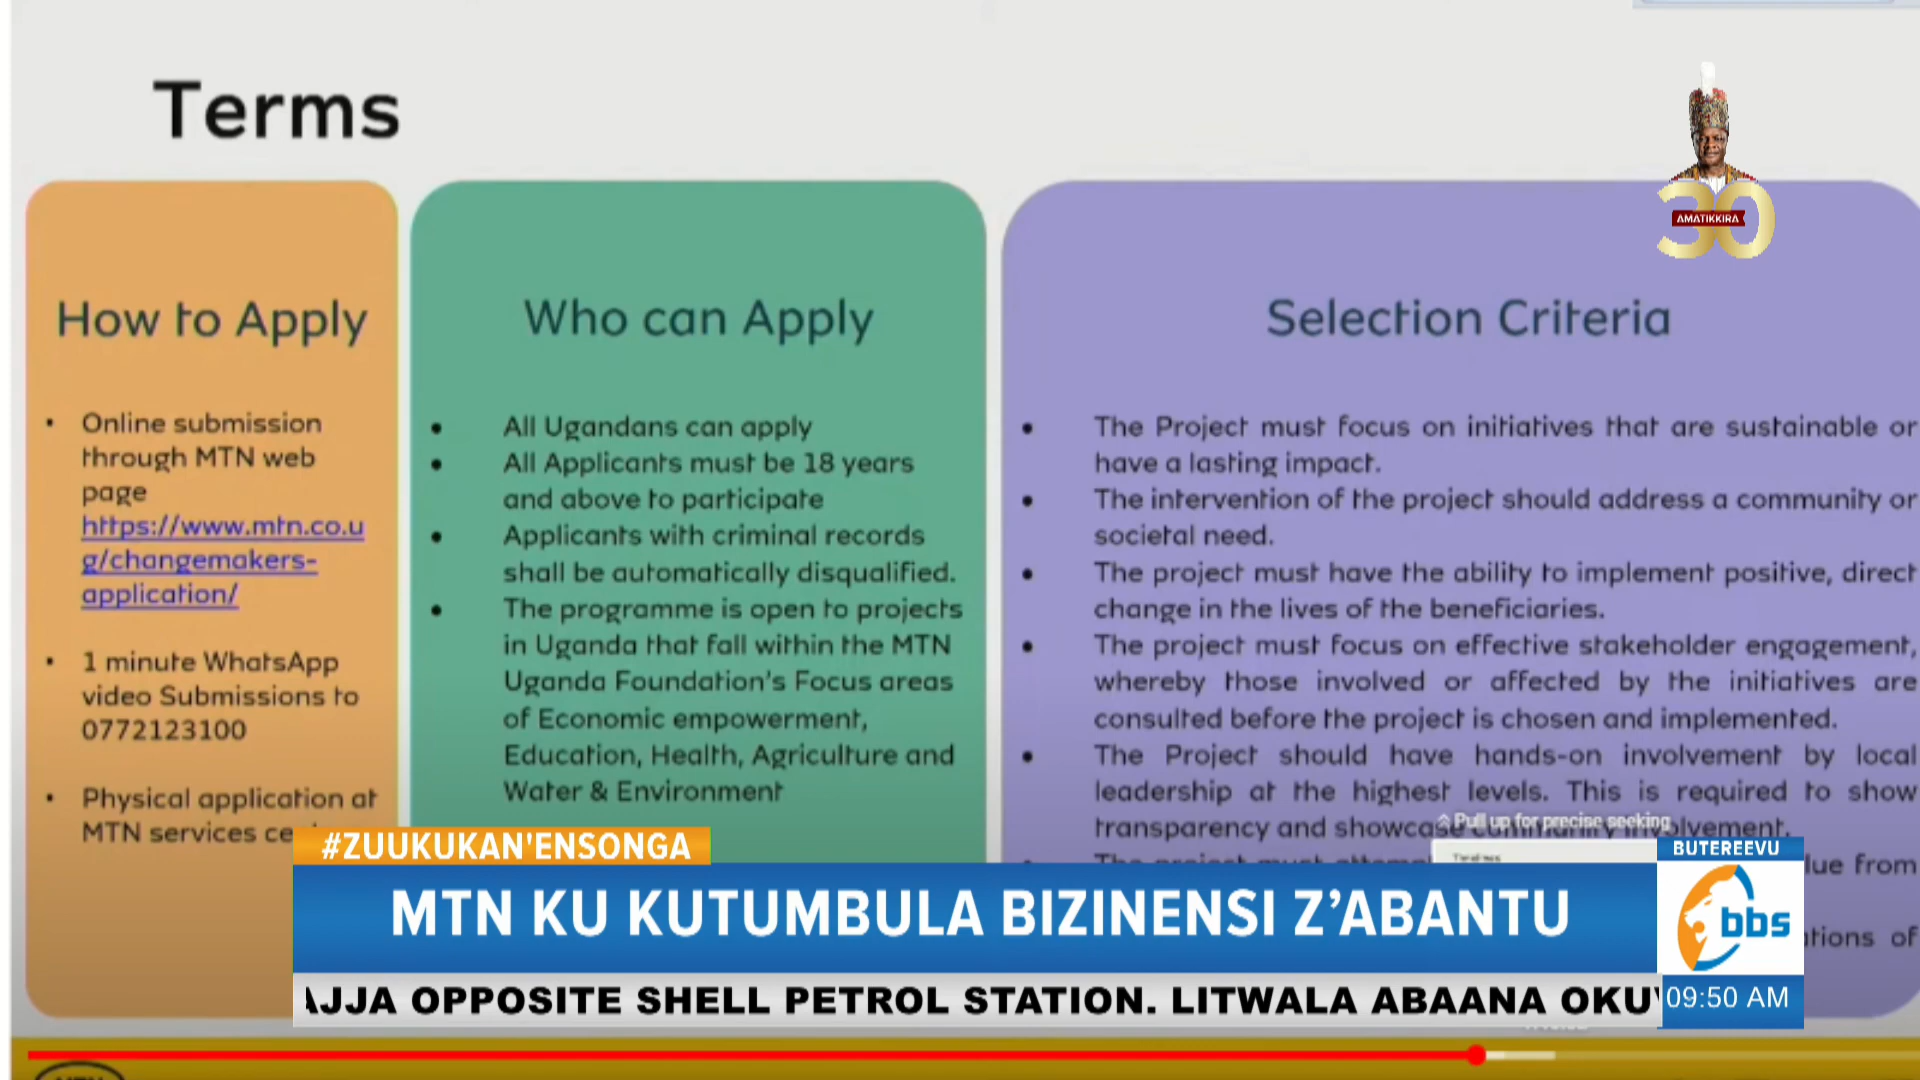 Terms
AMATIKKIRA
30
How to Apply
• Online submission
through MTN web
page
https://www.mtn.co.u
g/changemakers-
application/
• 1 minute WhatsApp
video Submissions to
0772123100
• Physical application at
MTN services ce
Who can Apply
• All Ugandans can apply
• All Applicants must be 18 years
and above to participate
• Applicants with criminal records
shall be automatically disqualified.
• The programme is open to projects
in Uganda that fall within the MTN
Uganda Foundation's Focus areas
of Economic empowerment,
Education, Health, Agriculture and
Water & Environment
Selection Criteria
• The Project must focus on initiatives that are sustainable or
have a lasting impact.
• The intervention of the project should address a community or
societal need.
• The project must have the ability to implement positive, direct
change in the lives of the beneficiaries.
• The project must focus on effective stakeholder engagement,
whereby those involved or affected by the initiatives are
consulted before the project is chosen and implemented.
• The Project should have hands-on involvement by local
leadership at the highest levels. This is required to show
transparency and showcase community involvement.
Pull up for precise seeking
The project must
from
of
#ZUUKUKAN'ENSONGA
MTN KU KUTUMBULA BIZINENSI Z’ABANTU
BUTEREEVU
bbs
AJJA OPPOSITE SHELL PETROL STATION. LITWALA ABAANA OKU
09:50 AM